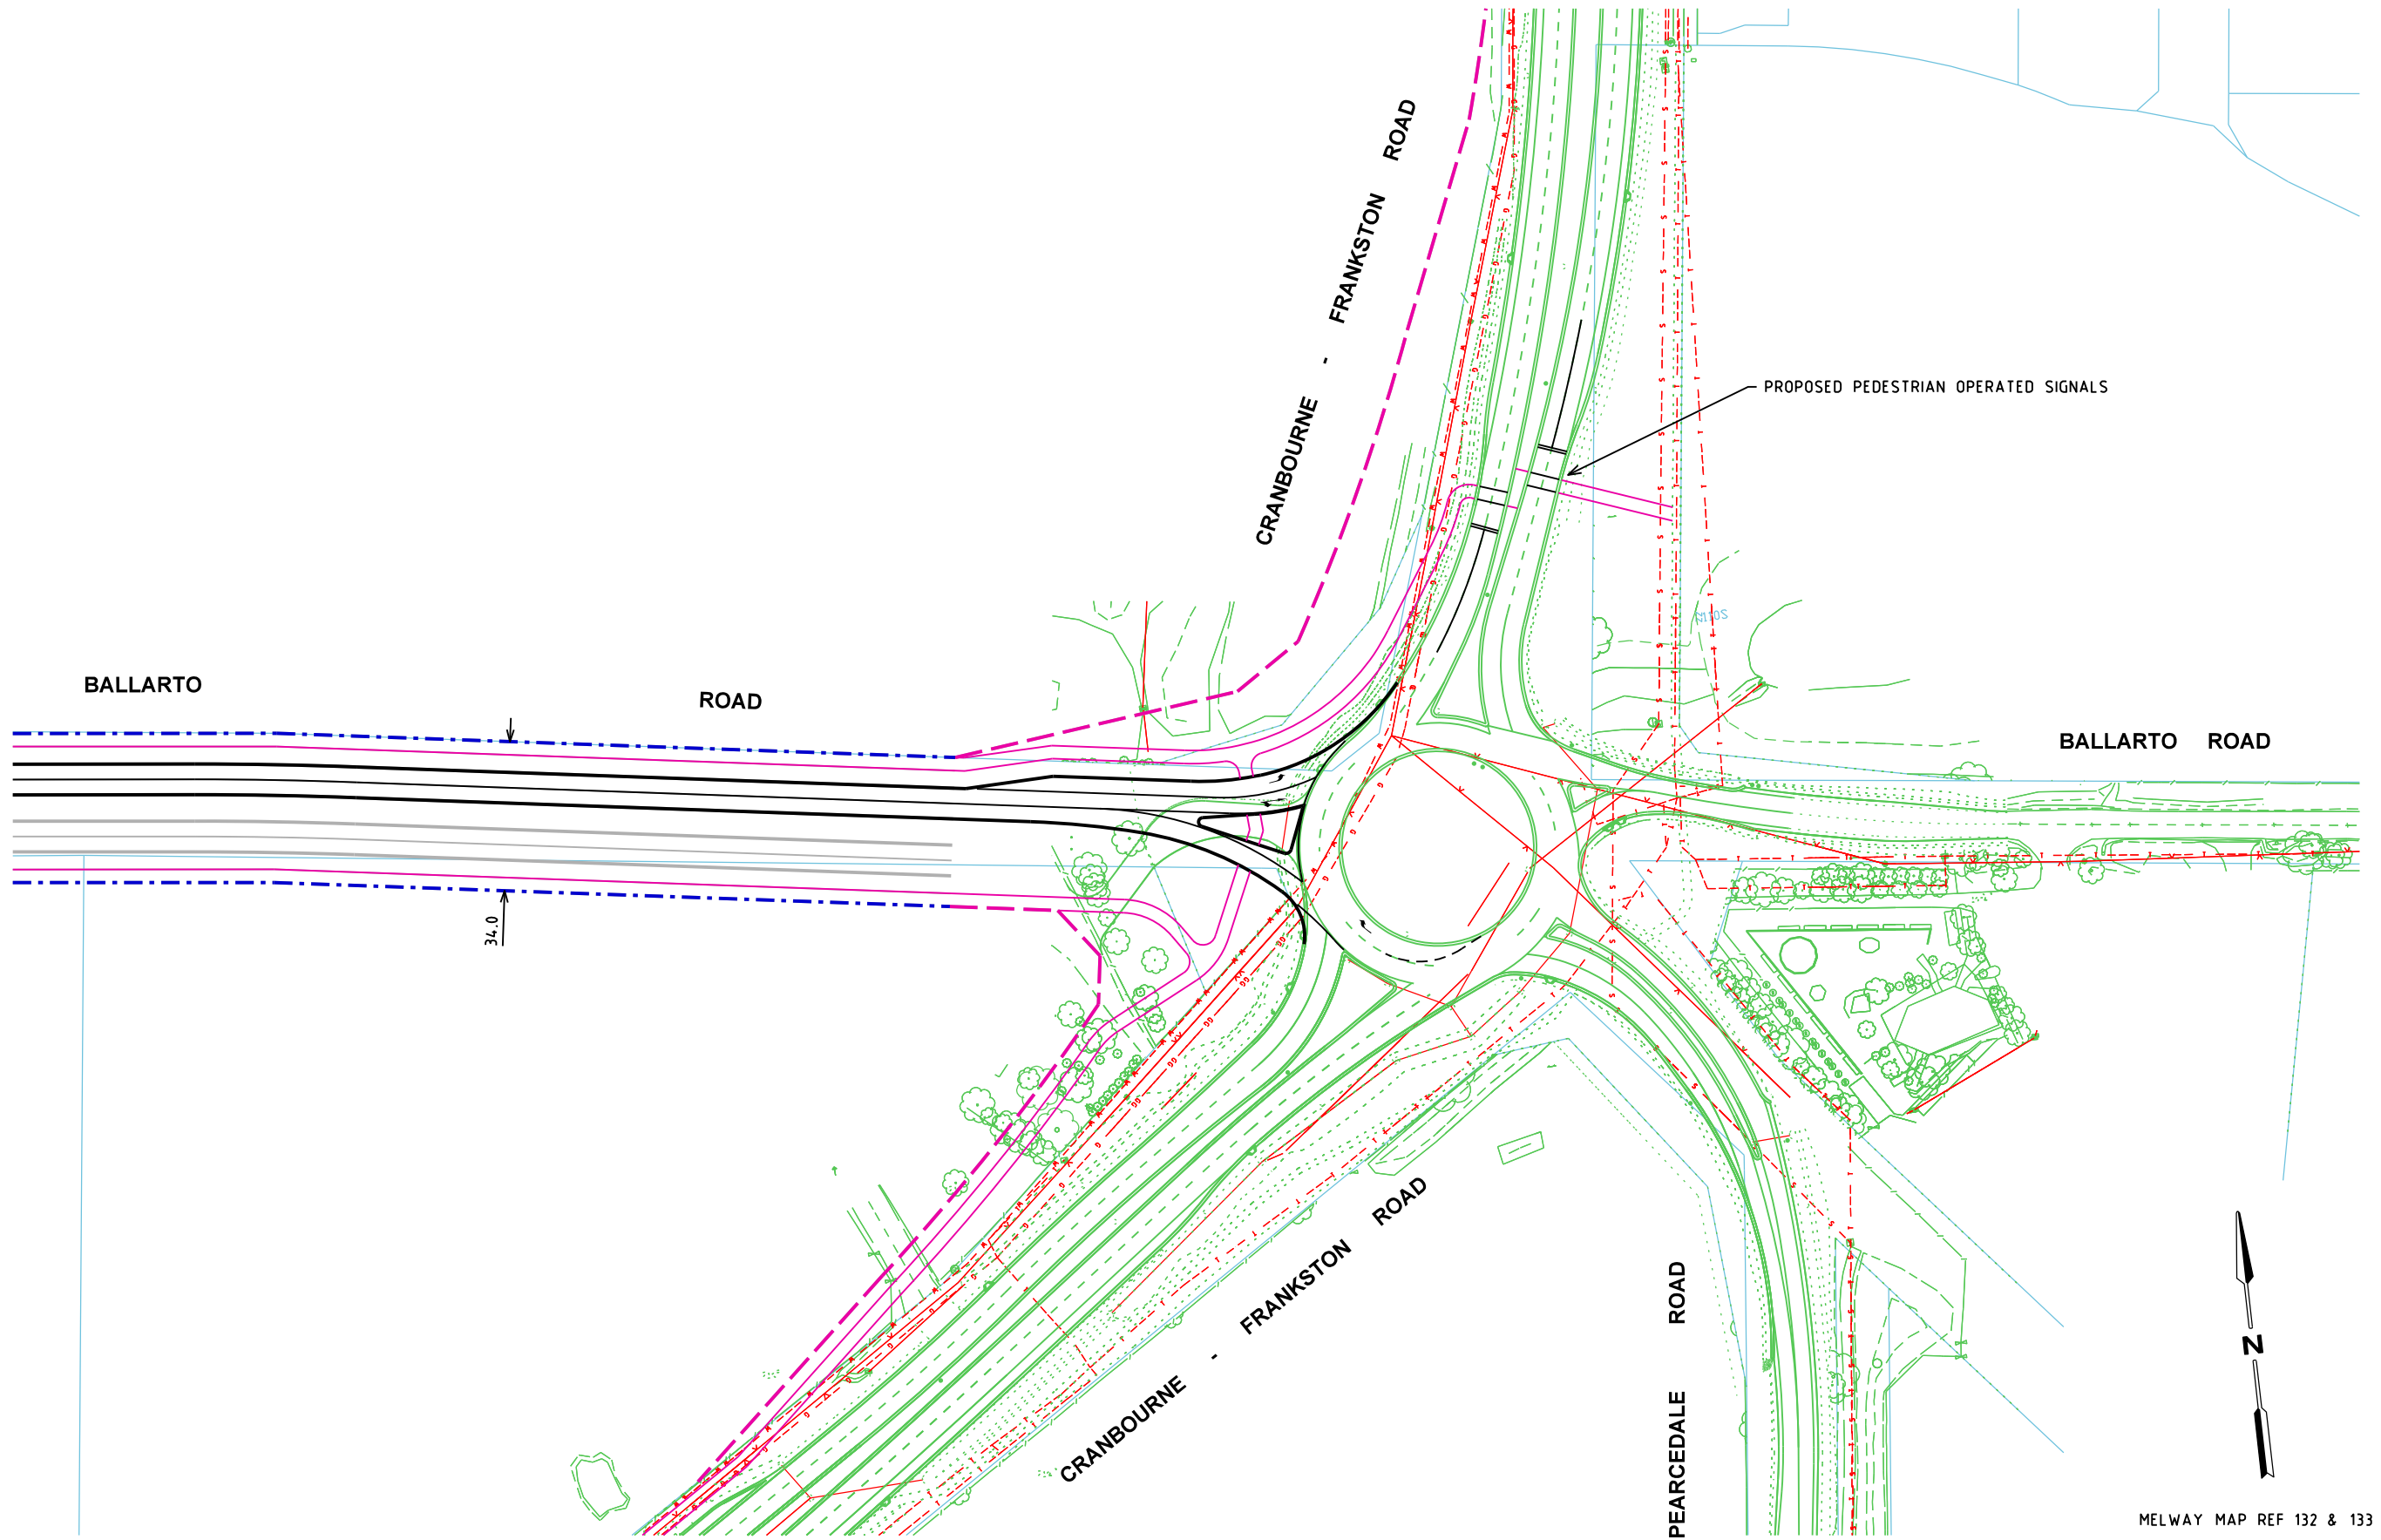 CRANBOURNE - FRANKSTON ROAD
PROPOSED PEDESTRIAN OPERATED SIGNALS
BALLARTO ROAD
BALLARTO ROAD
34.0
CRANBOURNE - FRANKSTON ROAD
PEARCEDALE ROAD
N
MELWAY MAP REF 132 & 133